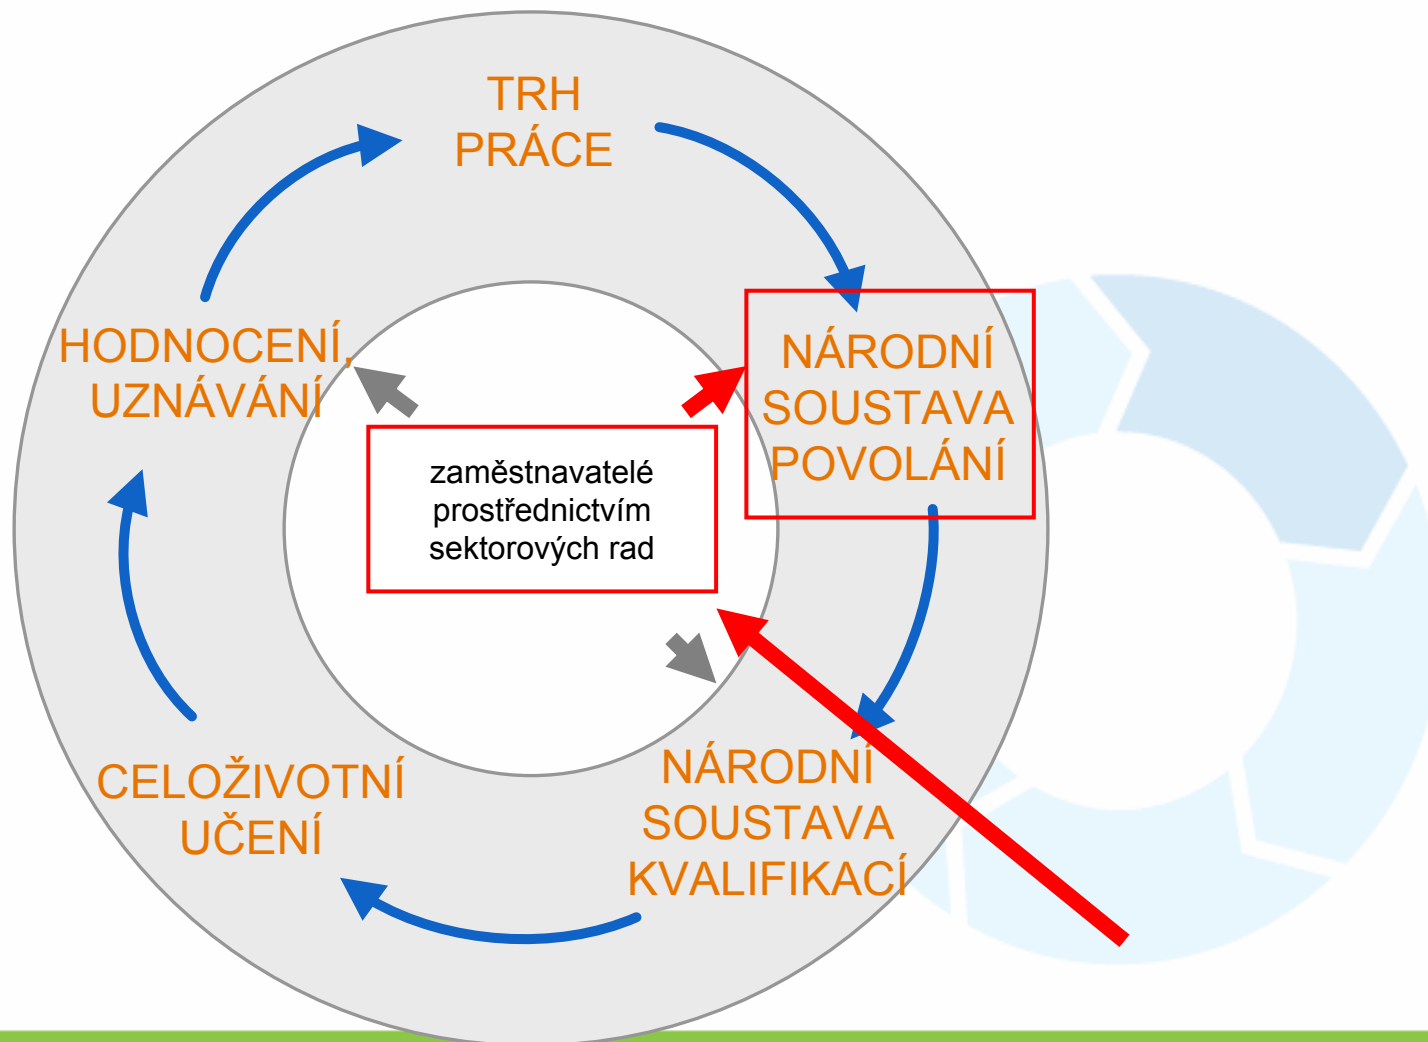 TRH
PRÁCE
NÁRODNÍ
SOUSTAVA
POVOLÁNÍ
NÁRODNÍ
SOUSTAVA
KVALIFIKACÍ
CELOŽIVOTNÍ
UČENÍ
HODNOCENÍ,
UZNÁVÁNÍ
zaměstnavatelé
prostřednictvím
sektorových rad